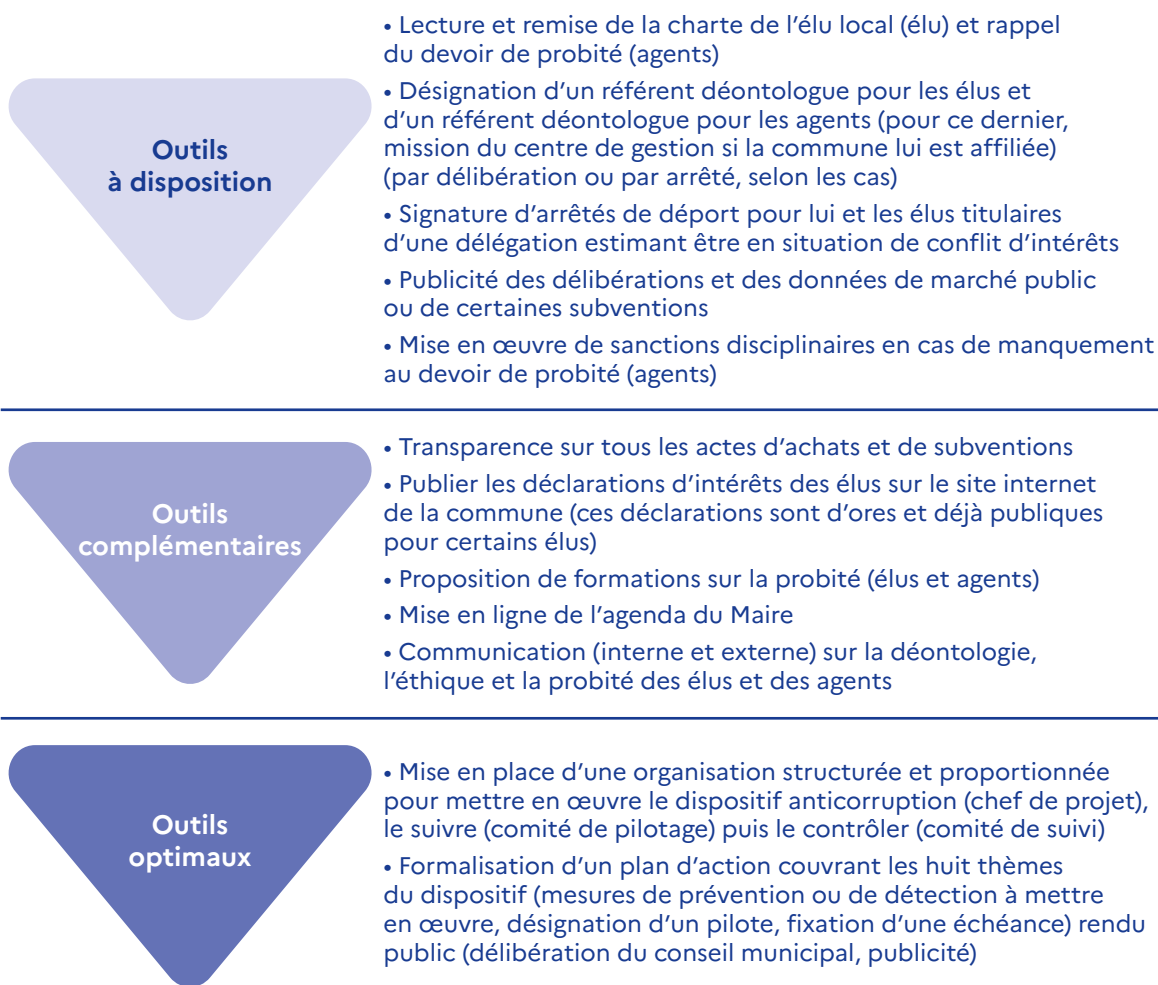 Outils
à disposition
• Lecture et remise de la charte de l’élu local (élu) et rappel
du devoir de probité (agents)
• Désignation d’un référent déontologue pour les élus et
d’un référent déontologue pour les agents (pour ce dernier,
mission du centre de gestion si la commune lui est affiliée)
(par délibération ou par arrêté, selon les cas)
• Signature d’arrêtés de déport pour lui et les élus titulaires
d’une délégation estimant être en situation de conflit d’intérêts
• Publicité des délibérations et des données de marché public
ou de certaines subventions
• Mise en œuvre de sanctions disciplinaires en cas de manquement
au devoir de probité (agents)
Outils
complémentaires
• Transparence sur tous les actes d’achats et de subventions
• Publier les déclarations d’intérêts des élus sur le site internet
de la commune (ces déclarations sont d’ores et déjà publiques
pour certains élus)
• Proposition de formations sur la probité (élus et agents)
• Mise en ligne de l’agenda du Maire
• Communication (interne et externe) sur la déontologie,
l’éthique et la probité des élus et des agents
Outils
optimaux
• Mise en place d’une organisation structurée et proportionnée
pour mettre en œuvre le dispositif anticorruption (chef de projet),
le suivre (comité de pilotage) puis le contrôler (comité de suivi)
• Formalisation d’un plan d’action couvrant les huit thèmes
du dispositif (mesures de prévention ou de détection à mettre
en œuvre, désignation d’un pilote, fixation d’une échéance) rendu
public (délibération du conseil municipal, publicité)